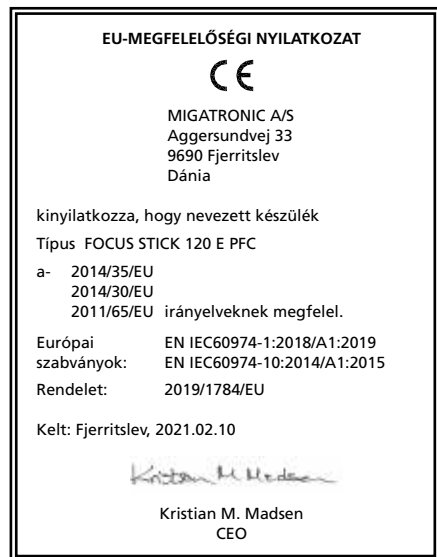 EU-MEGFELELŐSÉGI NYILATKOZAT
CE
MIGATRONIC A/S
Aggersundvej 33
9690 Fjerritslev
Dánia
kinyilatkozza, hogy nevezett készülék
Típus FOCUS STICK 120 E PFC
a- 2014/35/EU
2014/30/EU
2011/65/EU irányelveknek megfelel.
Európai EN IEC60974-1:2018/A1:2019
szabványok: EN IEC60974-10:2014/A1:2015
Rendelet: 2019/1784/EU
Kelt: Fjerritslev, 2021.02.10
Kristian M Madsen
Kristian M. Madsen
CEO